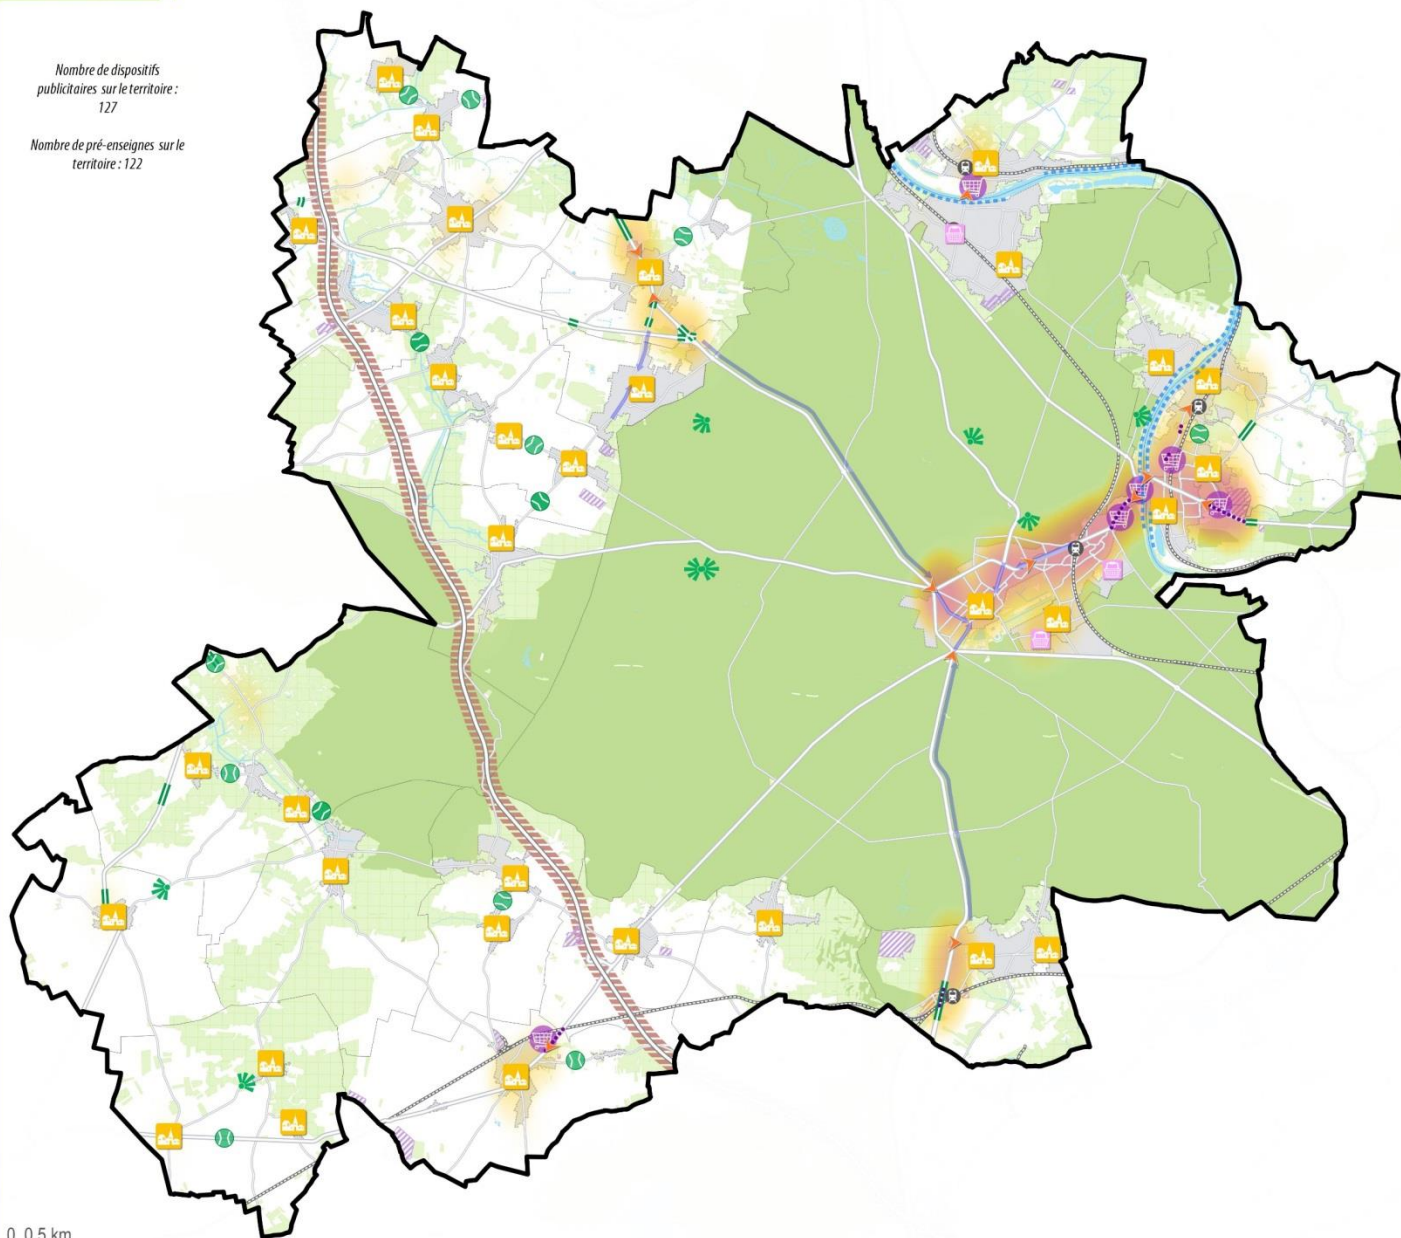 Nombre de dispositifs
publicitaires sur le territoire :
127
Nombre de pré-enseignes sur le
territoire : 122
0 0,5 km